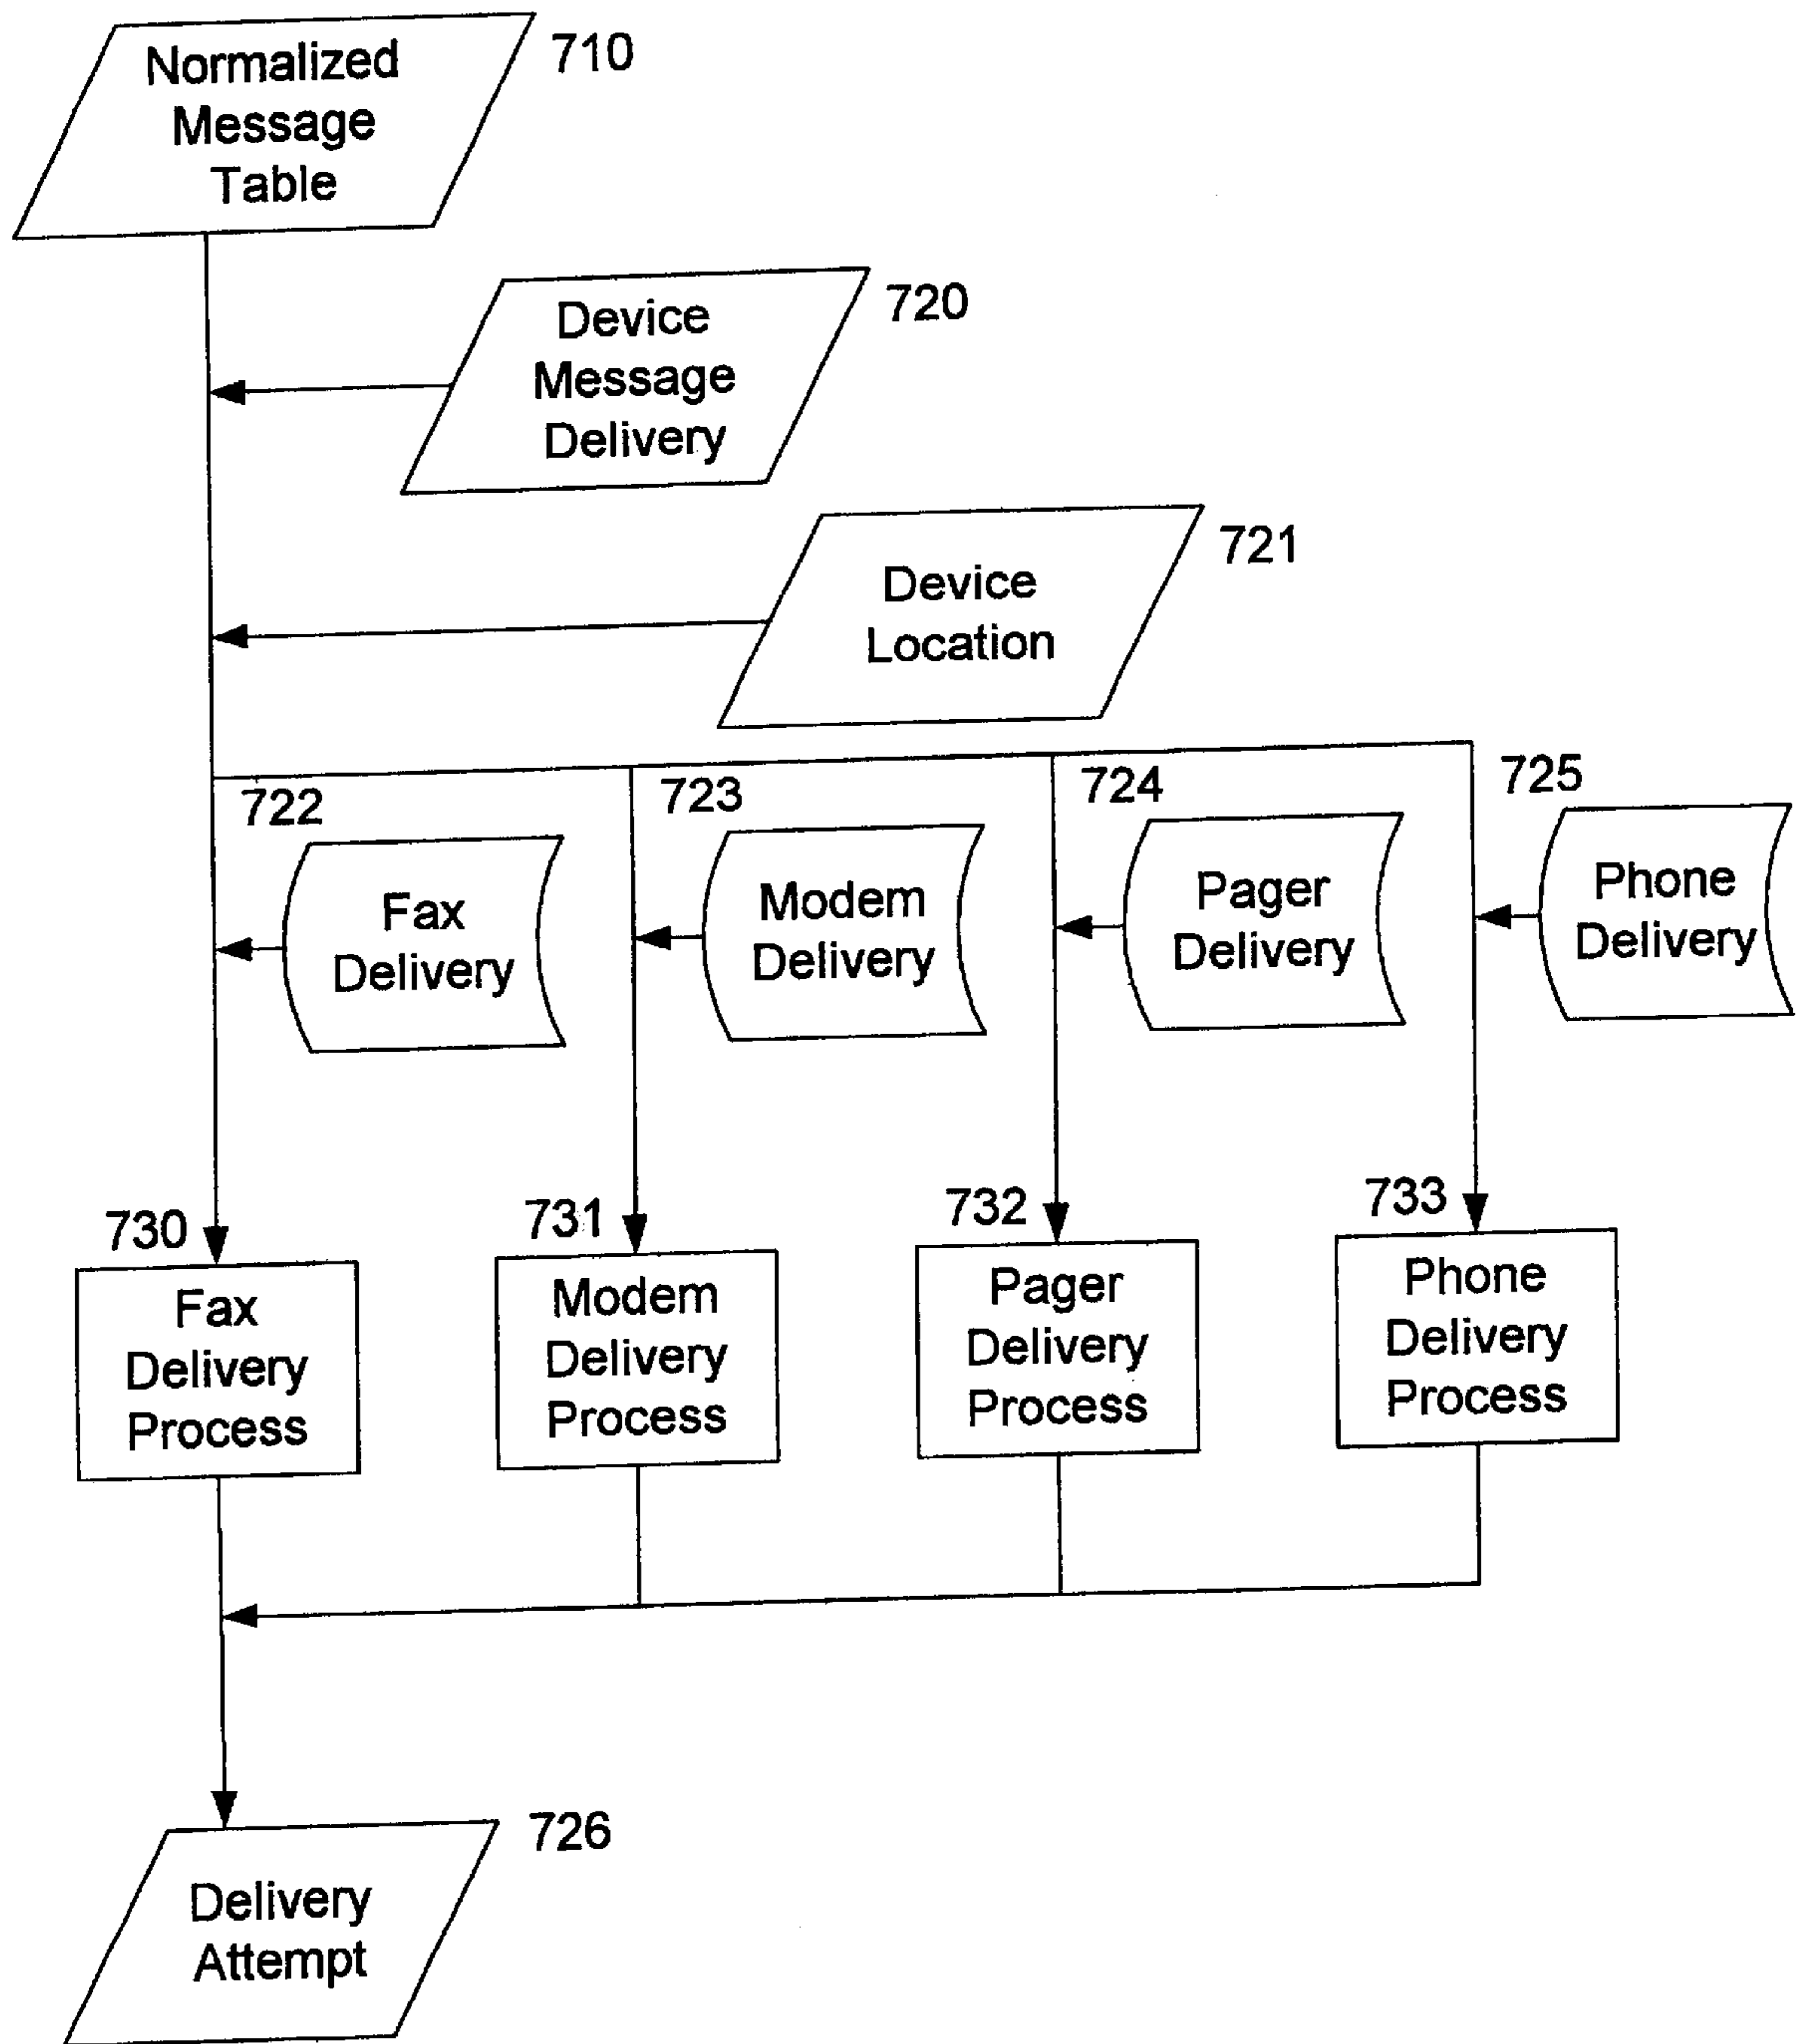 Normalized
Message
Table
710
Device
Message
Delivery
720
Device
Location
721
722
723
724
725
Fax
Delivery
Modem
Delivery
Pager
Delivery
Phone
Delivery
730
731
732
733
Fax
Delivery
Process
Modem
Delivery
Process
Pager
Delivery
Process
Phone
Delivery
Process
726
Delivery
Attempt